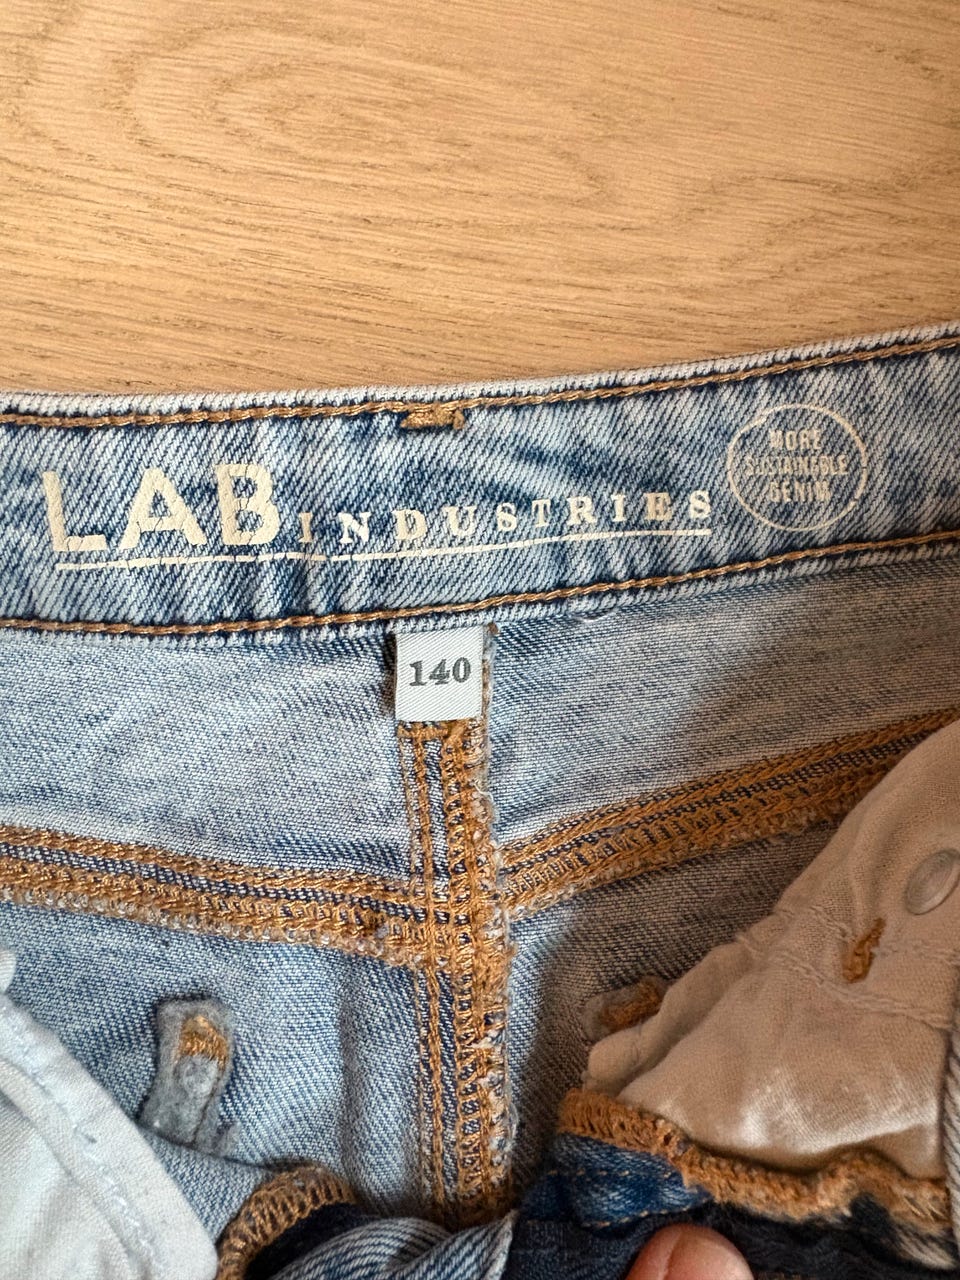 LAB INDUSTRIES
MORE
SUSTAINABLE
DENIM
140